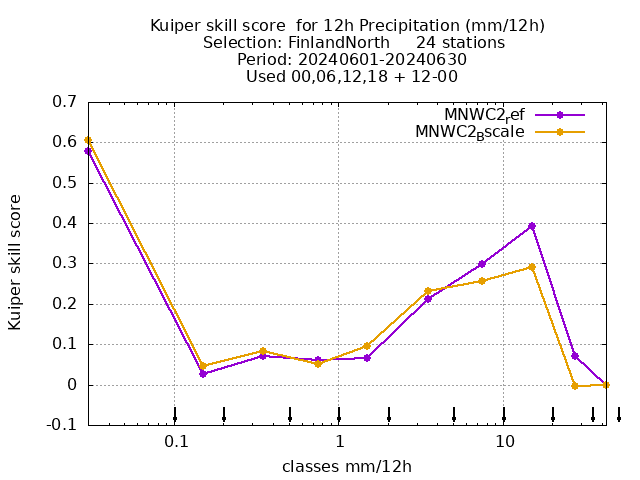 Kuiper skill score  for 12h Precipitation (mm/12h)
Selection: FinlandNorth     24 stations
Period: 20240601-20240630
Used 00,06,12,18 + 12-00
MNWC2ref
MNWC2Bscale
Kuiper skill score
0.7
0.6
0.5
0.4
0.3
0.2
0.1
0
-0.1
0.1 1 10
classes mm/12h